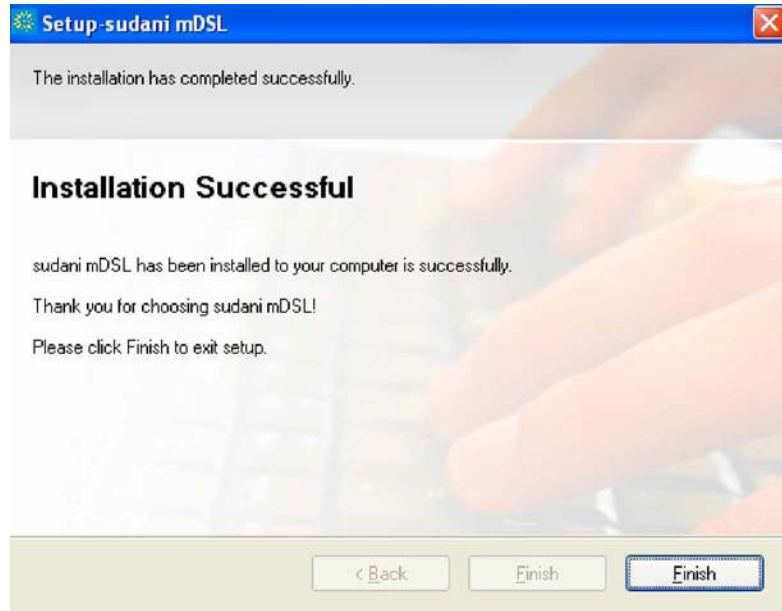 Setup-sudani mDSL
The installation has completed successfully.
Installation Successful
sudani mDSL has been installed to your computer is successfully.
Thank you for choosing sudani mDSL!
Please click Finish to exit setup.
< Back Finish Finish